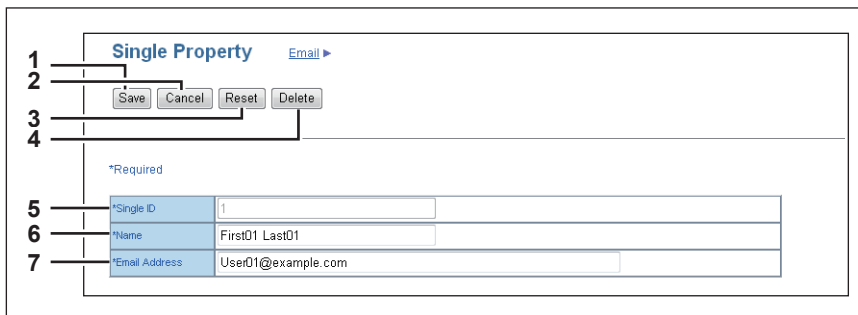 Single Property Email ►
1
2
Save Cancel Reset Delete
3
4
*Required
5 *Single ID 1
6 *Name First01 Last01
7 *Email Address User01@example.com